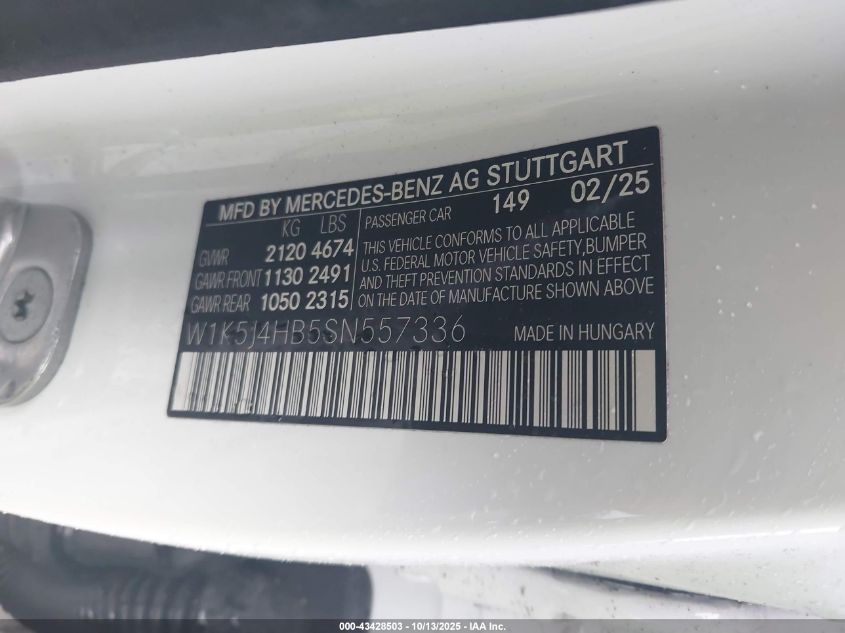 MFD BY MERCEDES-BENZ AG STUTTGART
KG LBS
GVWR 2120 4674
GAWR FRONT 1130 2491
GAWR REAR 1050 2315
PASSENGER CAR 149 02/25
THIS VEHICLE CONFORMS TO ALL APPLICABLE
U.S. FEDERAL MOTOR VEHICLE SAFETY,BUMPER
AND THEFT PREVENTION STANDARDS IN EFFECT
ON THE DATE OF MANUFACTURE SHOWN ABOVE
W1K5J4HB5SN557336 MADE IN HUNGARY
000-43428503 - 10/13/2025 - IAA Inc.